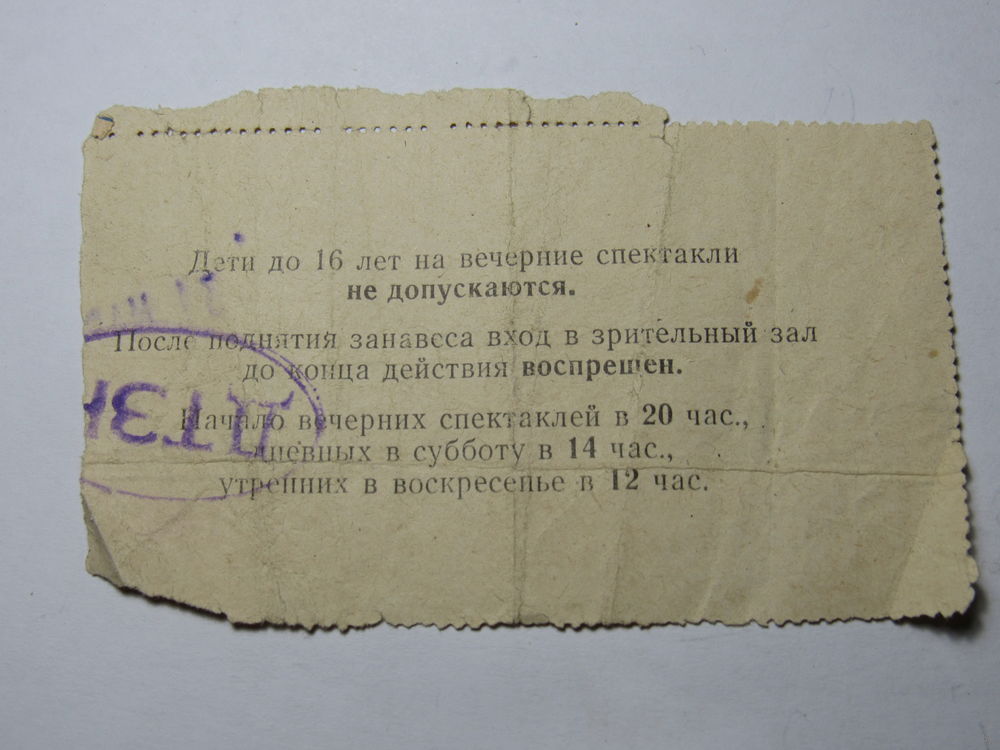 Дети до 16 лет на вечерние спектакли
не допускаются.
После поднятия занавеса вход в зрительный зал
до конца действия воспрещен.
Начало вечерних спектаклей в 20 час.,
дневных в субботу в 14 час.,
утренних в воскресенье в 12 час.